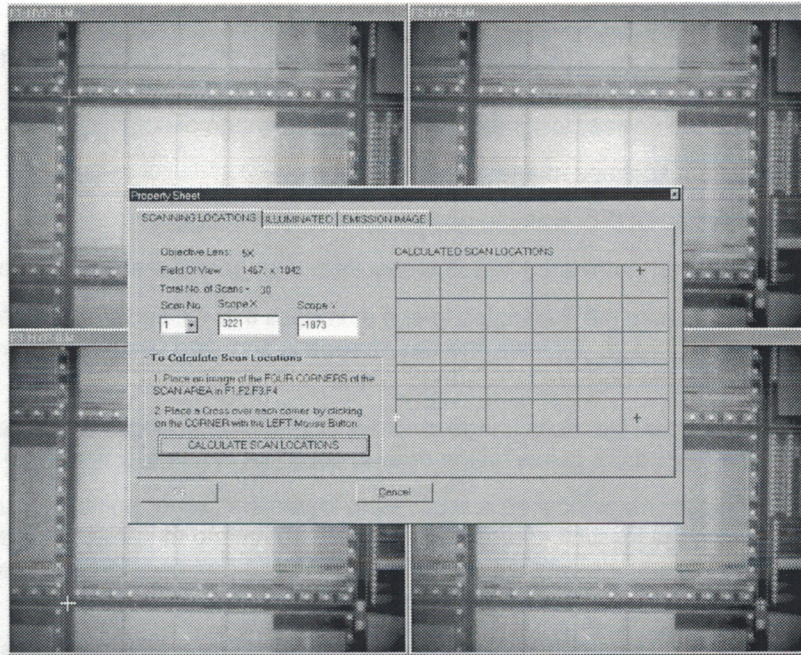 Property Sheet
SCANNING LOCATIONS
ILLUMINATED
EMISSION IMAGE
Objective Lens: 5X
Field Of View 1467. x 1042
Total No. of Scans - 30
Scan No. Scope X Scope Y
1 3221 -1873
To Calculate Scan Locations
1. Place an image of the FOUR CORNERS of the
SCAN AREA in F1,F2,F3,F4
2. Place a Cross over each corner by clicking
on the CORNER with the LEFT Mouse Button.
CALCULATE SCAN LOCATIONS
CALCULATED SCAN LOCATIONS
Cancel